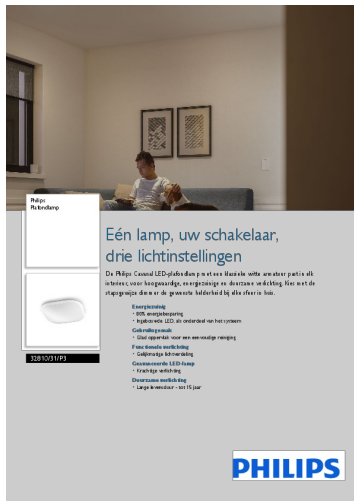 Philips
Plafondlamp
32810/31/P3
Eén lamp, uw schakelaar,
drie lichtinstellingen
De Philips Cavanal LED-plafondlamp met een klassieke witte armatuur past in elk
interieur, voor hoogwaardige, energiezuinige en duurzame verlichting. Kies met de
stapsgewijze dimmer de gewenste helderheid bij elke sfeer in huis.
Energiezuinig
• 80% energiebesparing
• Ingebouwde LED, als onderdeel van het systeem
Gebruiksgemak
• Glad oppervlak voor een eenvoudige reiniging
Functionele verlichting
• Gelijkmatige lichtverdeling
Geavanceerde LED-lamp
• Krachtige verlichting
Duurzame verlichting
• Lange levensduur - tot 15 jaar
PHILIPS